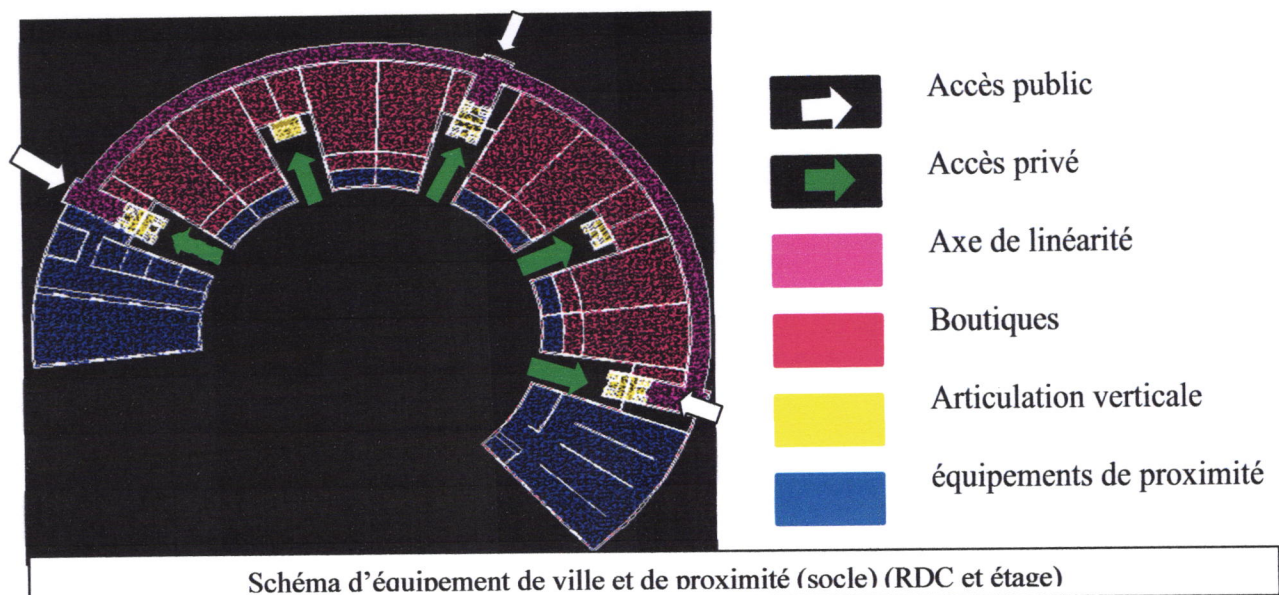 Accès public
Accès privé
Axe de linéarité
Boutiques
Articulation verticale
équipements de proximité
Schéma d'équipement de ville et de proximité (socle) (RDC et étage)